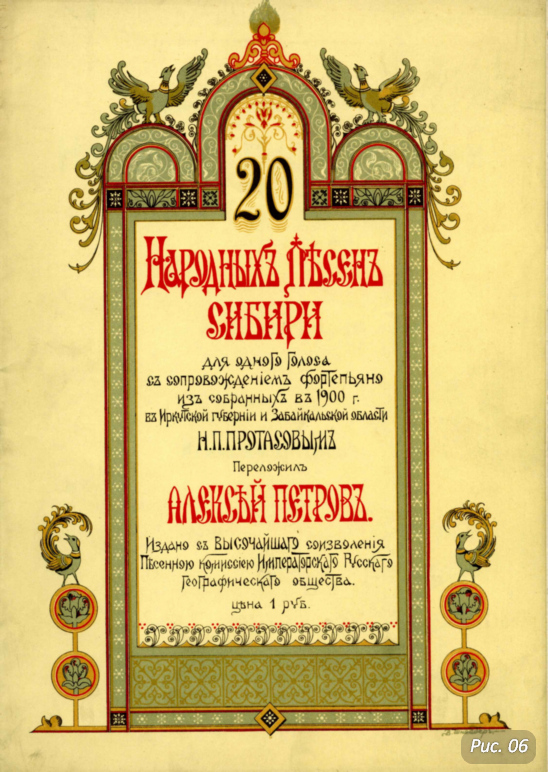 20
Народныхъ Пѣсенъ
Сибири
для одного голоса
съ сопровожденіемъ фортепьяно
изъ собранныхъ въ 1900 г.
въ Иркутской губерніи и Забайкальской области
Н.П.ПРОТАСОВЫМЪ
Переложилъ
АЛЕКСѢЙ ПЕТРОВЪ.
Издано съ ВЫСОЧАЙШАГО соизволенія
Пѣсенною комиссіею Императорскаго Русскаго
Географическаго общества.
цѣна 1 руб.
Рис. 06